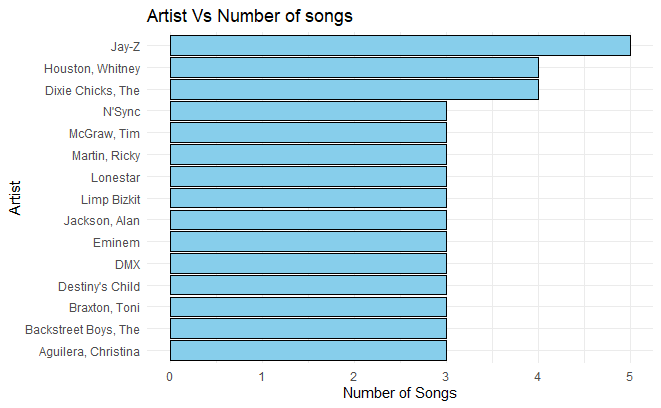 Artist Vs Number of songs
Artist
Jay-Z
Houston, Whitney
Dixie Chicks, The
N'Sync
McGraw, Tim
Martin, Ricky
Lonestar
Limp Bizkit
Jackson, Alan
Eminem
DMX
Destiny's Child
Braxton, Toni
Backstreet Boys, The
Aguilera, Christina
0 1 2 3 4 5
Number of Songs